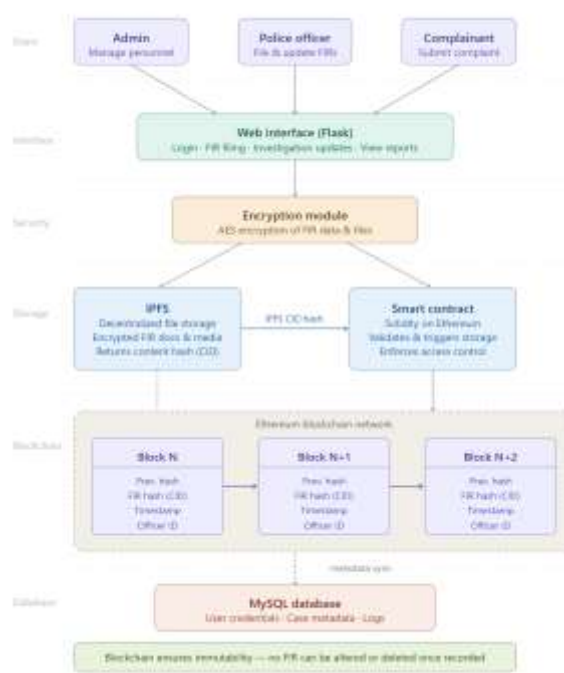 Users
Admin
Manage personnel
Police officer
File & update FIRs
Complainant
Submit complaint
Interface
Web interface (Flask)
Login · FIR filing · Investigation updates · View reports
Security
Encryption module
AES encryption of FIR data & files
Storage
IPFS
Decentralized file storage
Encrypted FIR docs & media
Returns content hash (CID)
IPFS CID hash
Smart contract
Solidity on Ethereum
Validates & triggers storage
Enforce access control
Blockchain
Ethereum blockchain network
Block N
Prev. hash
FIR hash (CID)
Timestamp
Officer ID
Block N+1
Prev. hash
FIR hash (CID)
Timestamp
Officer ID
Block N+2
Prev. hash
FIR hash (CID)
Timestamp
Officer ID
metadata sync
Database
MySQL database
User credentials · Case metadata · Logs
Blockchain ensures immutability — no FIR can be altered or deleted once recorded